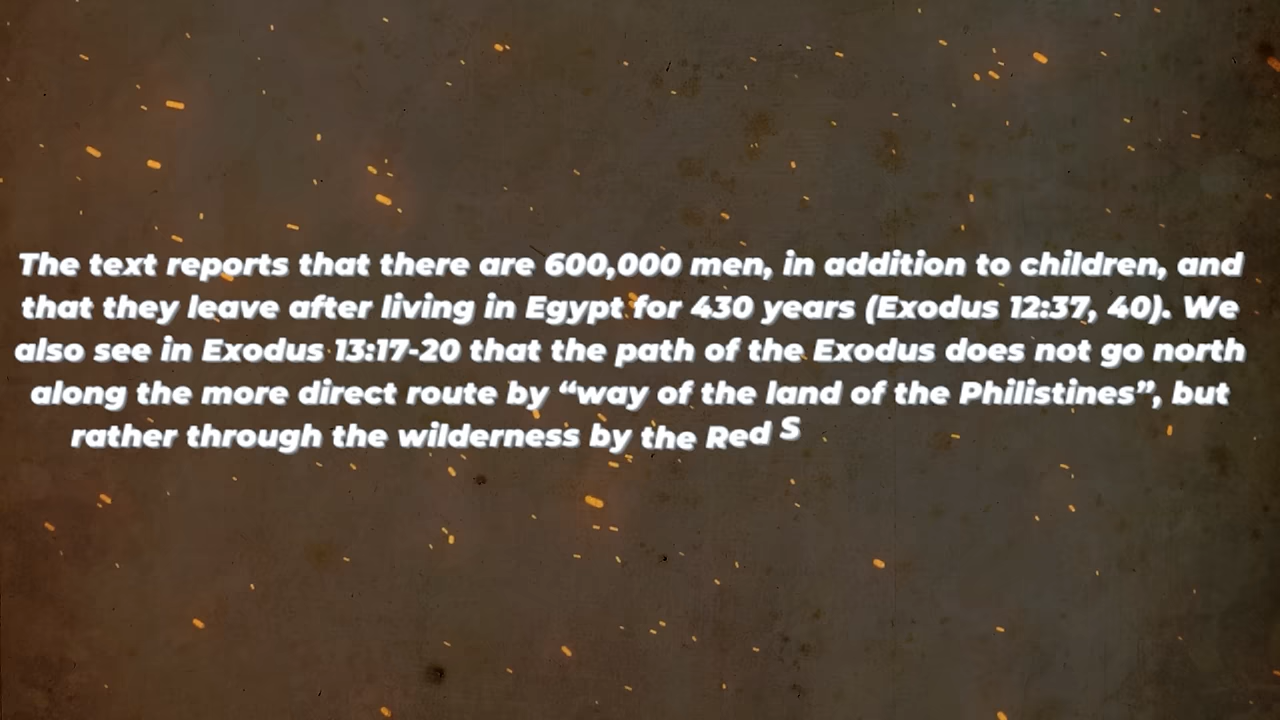 The text reports that there are 600,000 men, in addition to children, and
that they leave after living in Egypt for 430 years (Exodus 12:37, 40). We
also see in Exodus 13:17-20 that the path of the Exodus does not go north
along the more direct route by “way of the land of the Philistines”, but
rather through the wilderness by the Red S